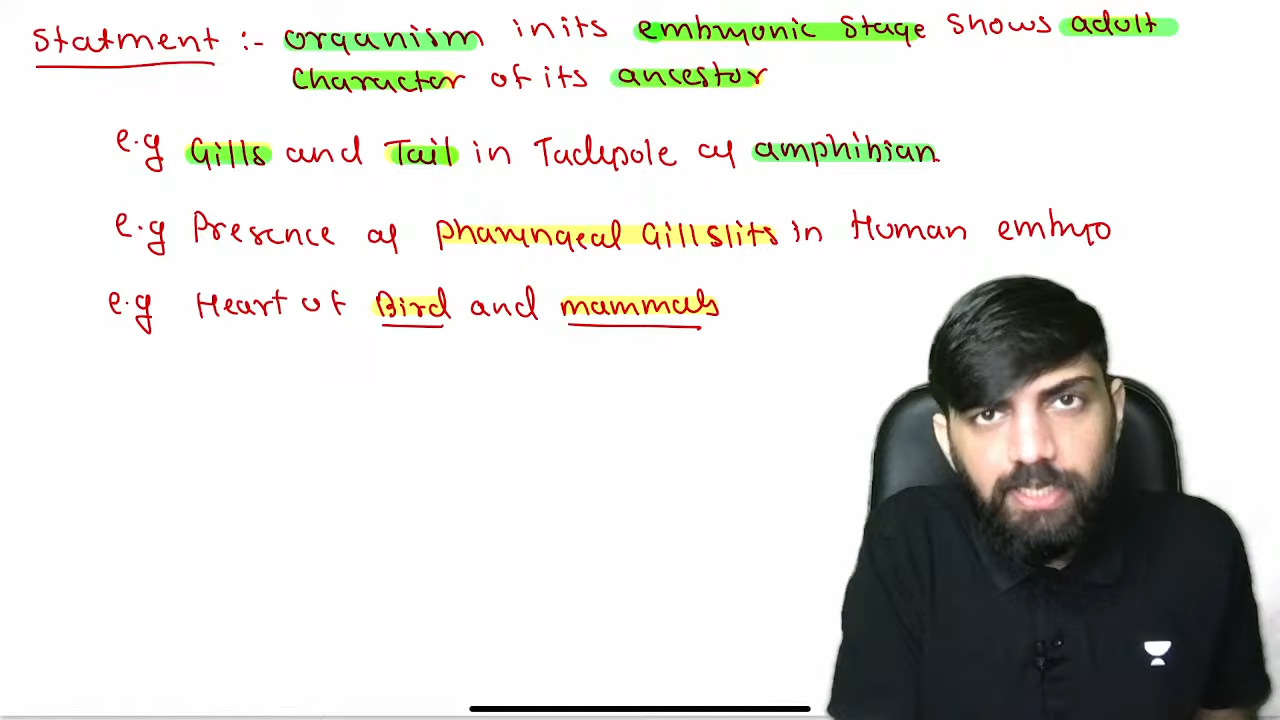 Statment :- organism in its embryonic Stage Shows adult
Character of its ancestor
e.g Gills and Tail in Tadepole of amphibian
e.g Presence of Pharyngeal Gill slits in Human embryo
e.g Heart of Bird and mammals